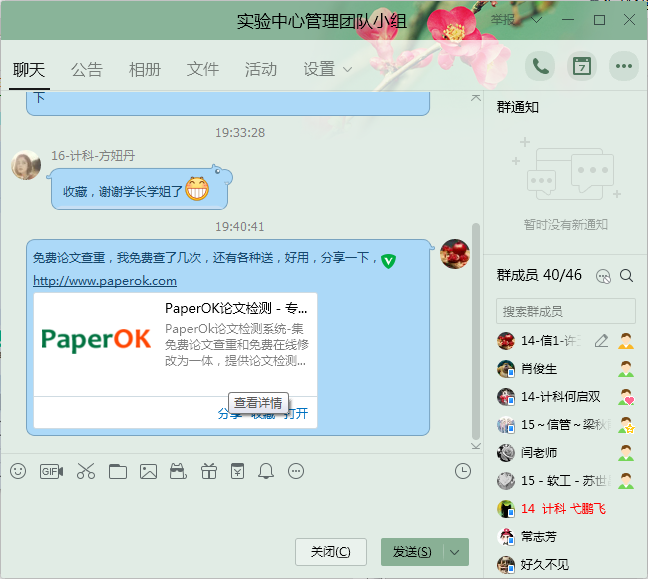 实验中心管理团队小组
举报
聊天 公告 相册 文件 活动 设置
下
19:33:28
16-计科-方妞丹
收藏，谢谢学长学姐了
19:40:41
免费论文查重，我免费查了几次，还有各种送，好用，分享一下，
http://www.paperok.com
PaperOK
PaperOK论文检测 - 专...
PaperOk论文检测系统-集
免费论文查重和免费在线修
改为一体，提供论文检测...
查看详情
分享 收藏 打开
GIF
关闭(C)
发送(S)
7
群通知
暂时没有新通知
群成员 40/46
搜索群成员
14-信1-许
肖俊生
14-计科何启双
15～信管～梁秋
闫老师
15 - 软工 - 苏世
14 计科 弋鹏飞
常志芳
好久不见